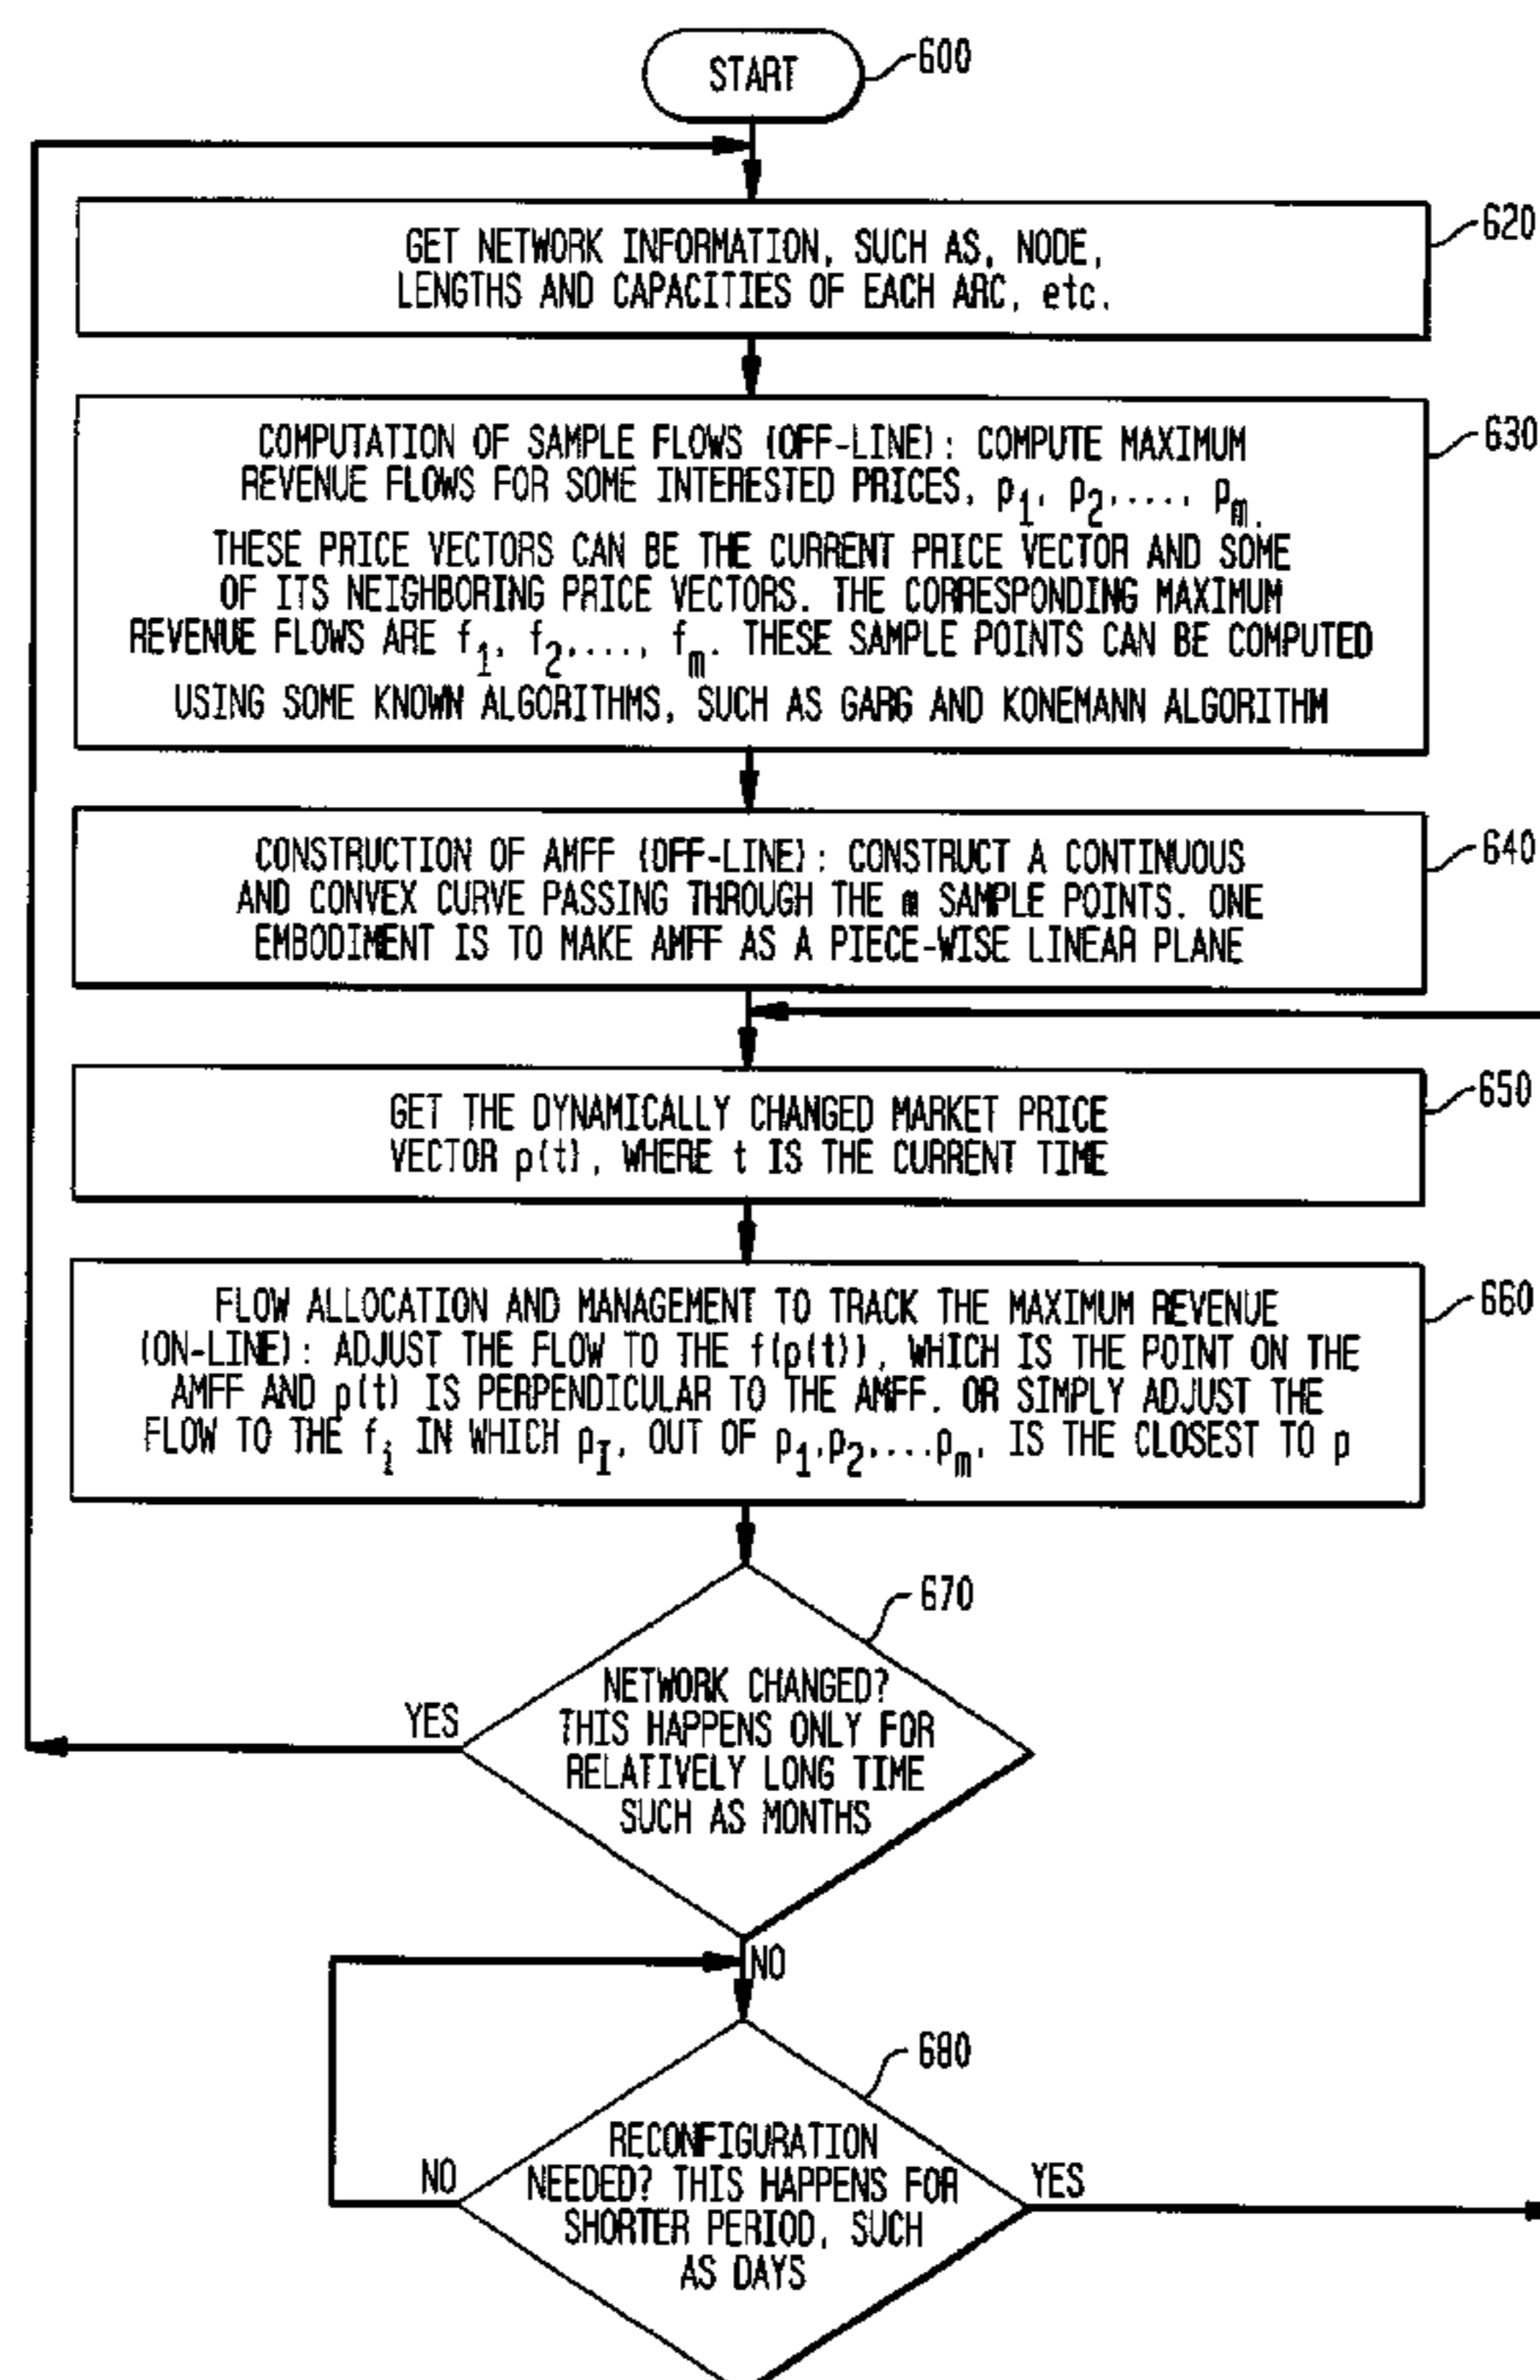 START
600
GET NETWORK INFORMATION, SUCH AS, NODE,
LENGTHS AND CAPACITIES OF EACH ARC, etc.
620
COMPUTATION OF SAMPLE FLOWS (OFF-LINE): COMPUTE MAXIMUM
REVENUE FLOWS FOR SOME INTERESTED PRICES, p1, p2,..., pm.
THESE PRICE VECTORS CAN BE THE CURRENT PRICE VECTOR AND SOME
OF ITS NEIGHBORING PRICE VECTORS. THE CORRESPONDING MAXIMUM
REVENUE FLOWS ARE f1, f2,..., fm. THESE SAMPLE POINTS CAN BE COMPUTED
USING SOME KNOWN ALGORITHMS, SUCH AS GARG AND KONEMANN ALGORITHM
630
CONSTRUCTION OF AMFF (OFF-LINE): CONSTRUCT A CONTINUOUS
AND CONVEX CURVE PASSING THROUGH THE m SAMPLE POINTS. ONE
EMBODIMENT IS TO MAKE AMFF AS A PIECE-WISE LINEAR PLANE
640
GET THE DYNAMICALLY CHANGED MARKET PRICE
VECTOR p(t), WHERE t IS THE CURRENT TIME
650
FLOW ALLOCATION AND MANAGEMENT TO TRACK THE MAXIMUM REVENUE
(ON-LINE): ADJUST THE FLOW TO THE f(p(t)), WHICH IS THE POINT ON THE
AMFF AND p(t) IS PERPENDICULAR TO THE AMFF. OR SIMPLY ADJUST THE
FLOW TO THE fi IN WHICH pI, OUT OF p1,p2,...pm, IS THE CLOSEST TO p
660
670
NETWORK CHANGED?
THIS HAPPENS ONLY FOR
RELATIVELY LONG TIME
SUCH AS MONTHS
YES
NO
680
RECONFIGURATION
NEEDED? THIS HAPPENS FOR
SHORTER PERIOD, SUCH
AS DAYS
NO
YES